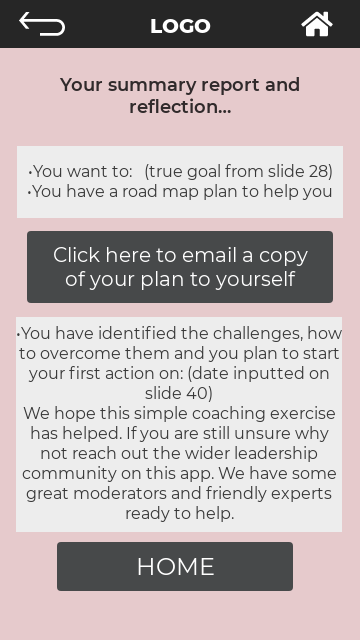 LOGO
Your summary report and
reflection...
•You want to:  (true goal from slide 28)
•You have a road map plan to help you
Click here to email a copy
of your plan to yourself
•You have identified the challenges, how
to overcome them and you plan to start
your first action on: (date inputted on
slide 40)
We hope this simple coaching exercise
has helped. If you are still unsure why
not reach out the wider leadership
community on this app. We have some
great moderators and friendly experts
ready to help.
HOME